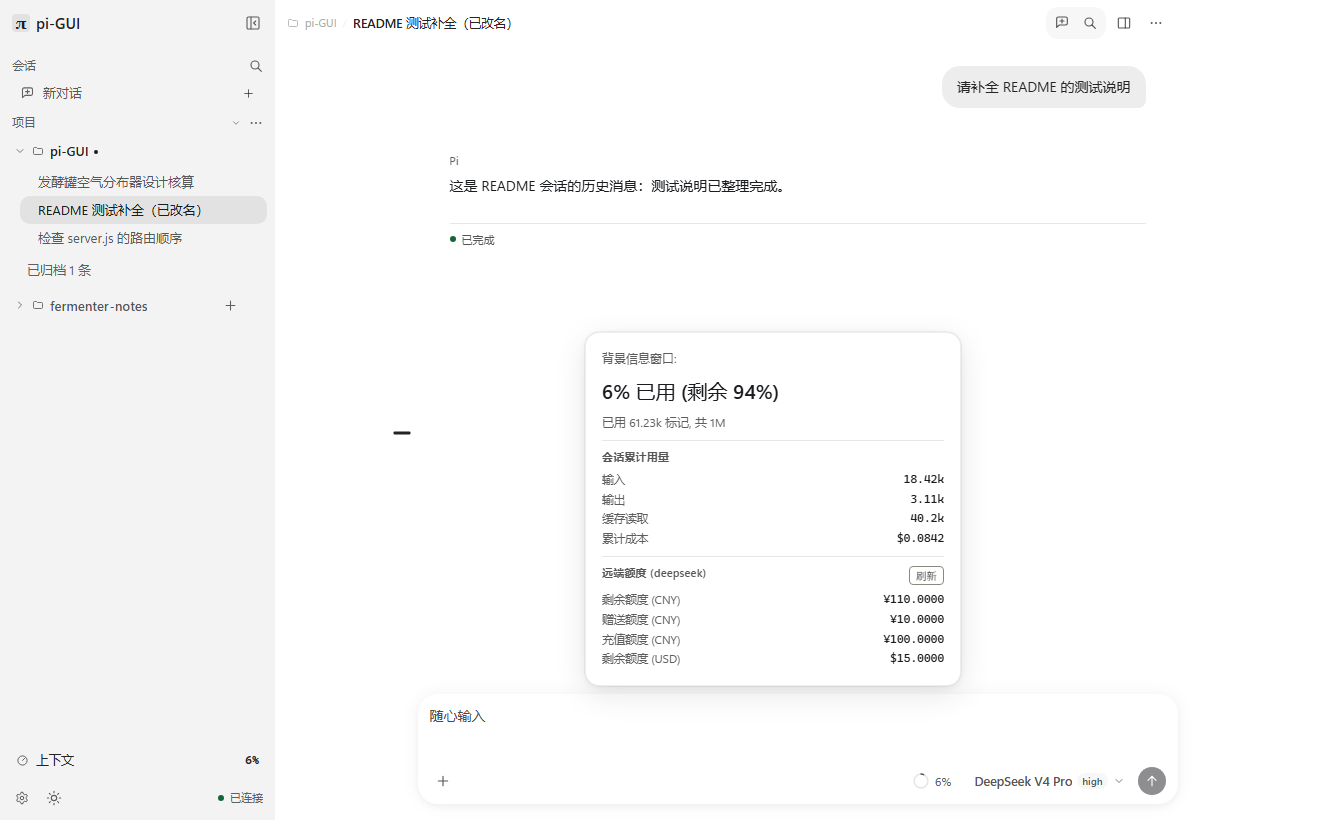 π pi-GUI
会话
新对话
项目
pi-GUI
发酵罐空气分布器设计核算
README 测试补全（已改名）
检查 server.js 的路由顺序
已归档 1 条
fermenter-notes
上下文 6%
已连接
pi-GUI / README 测试补全（已改名）
请补全 README 的测试说明
Pi
这是 README 会话的历史消息：测试说明已整理完成。
已完成
背景信息窗口:
6% 已用 (剩余 94%)
已用 61.23k 标记, 共 1M
会话累计用量
输入 18.42k
输出 3.11k
缓存读取 40.2k
累计成本 $0.0842
远端额度 (deepseek) 刷新
剩余额度 (CNY) ¥110.0000
赠送额度 (CNY) ¥10.0000
充值额度 (CNY) ¥100.0000
剩余额度 (USD) $15.0000
随心输入
6% DeepSeek V4 Pro high